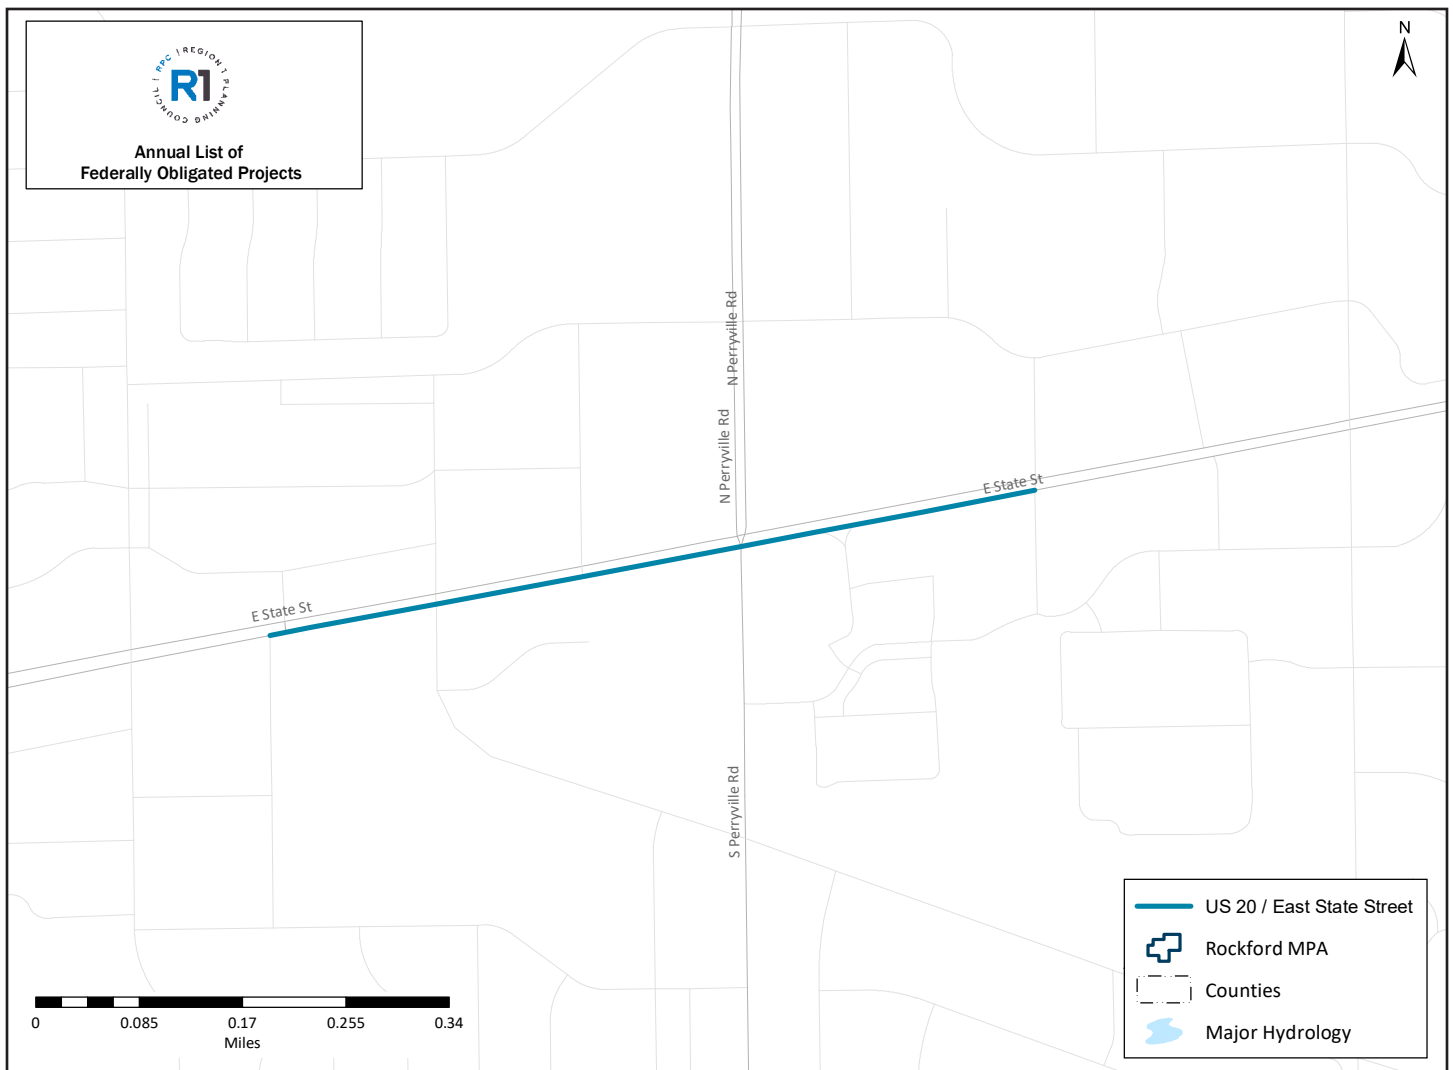 RPC | REGION 1 PLANNING COUNCIL |
R1
Annual List of
Federally Obligated Projects
N
N Perryville Rd
N Perryville Rd
E State St
E State St
S Perryville Rd
0 0.085 0.17 0.255 0.34
Miles
US 20 / East State Street
Rockford MPA
Counties
Major Hydrology